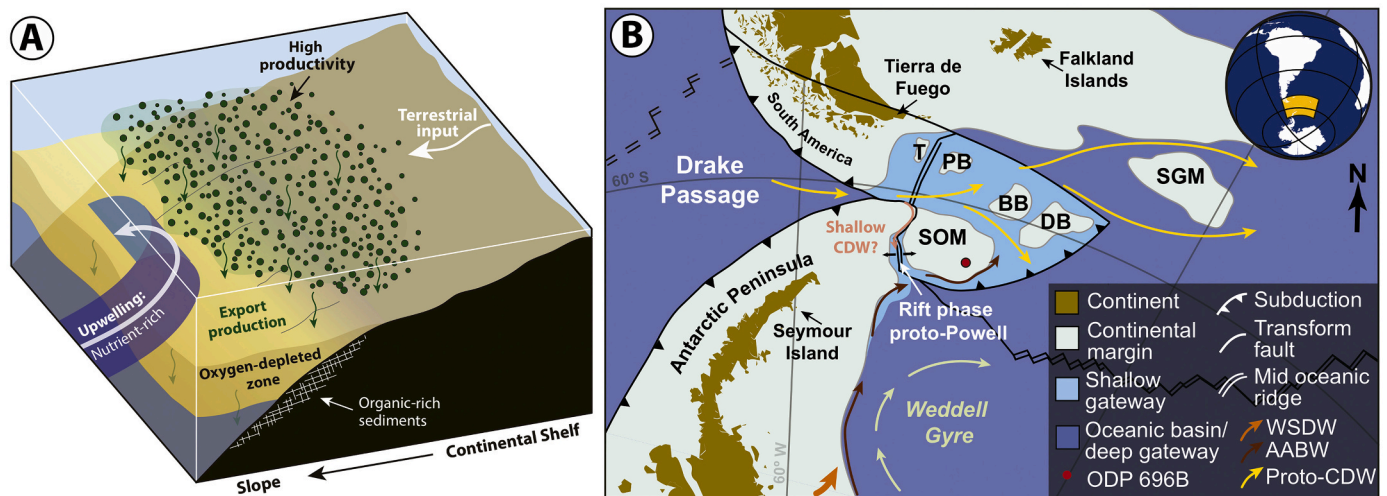 A
High
productivity
Terrestrial
input
Upwelling:
Nutrient-rich
Export
production
Oxygen-depleted
zone
Organic-rich
sediments
Continental Shelf
Slope
B
Tierra de
Fuego
Falkland
Islands
South America
Drake
Passage
60° S
T
PB
BB
DB
SGM
N
Shallow
CDW?
SOM
Antarctic Peninsula
Rift phase
proto-Powell
Seymour
Island
Weddell
Gyre
60° W
Continent
Continental
margin
Shallow
gateway
Oceanic basin/
deep gateway
ODP 696B
Subduction
Transform
fault
Mid oceanic
ridge
WSDW
AABW
Proto-CDW